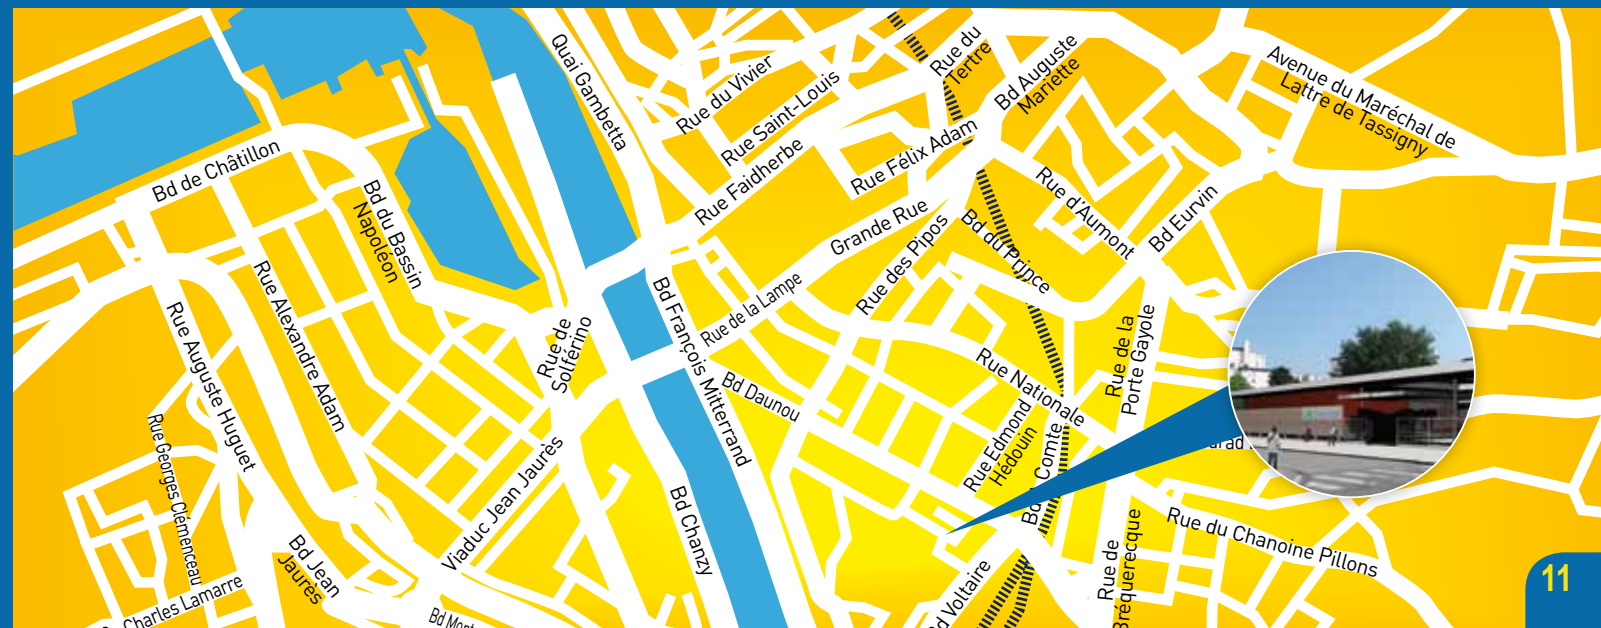 Quai Gambetta
Rue du Vivier
Rue Saint-Louis
Rue Faidherbe
Rue du
Tertre
Bd Auguste
Mariette
Avenue du Maréchal de
Lattre de Tassigny
Rue Félix Adam
Bd de Châtillon
Bd du Bassin
Napoléon
Grande Rue
Rue des Pipos
Rue d'Aumont
Bd Eurvin
Bd du Prince
Rue Alexandre Adam
Rue Auguste Huguet
Rue de
Solférino
Bd François Mitterrand
Rue de la Lampe
Rue de la
Porte Gayole
Rue Nationale
Bd Daunou
Rue Edmond
Hédouin
Comte
Rue Georges Clémenceau
Viaduc Jean Jaurès
Bd Chanzy
Bd Jean
Jaurès
Charles Lamarre
Bd
Voltaire
Rue de
Bréquerecque
Rue du Chanoine Pillons
11